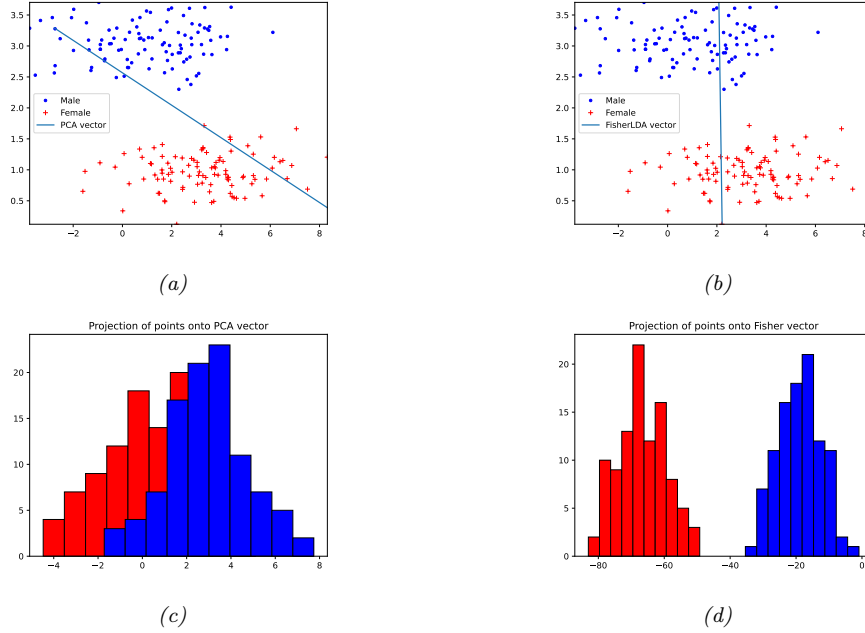 3.5
3.0
2.5
2.0
1.5
1.0
0.5
Male
Female
PCA vector
−2 0 2 4 6 8
(a)
3.5
3.0
2.5
2.0
1.5
1.0
0.5
Male
Female
FisherLDA vector
−2 0 2 4 6 8
(b)
Projection of points onto PCA vector
20
15
10
5
0
−4 −2 0 2 4 6 8
(c)
Projection of points onto Fisher vector
20
15
10
5
0
−80 −60 −40 −20 0
(d)